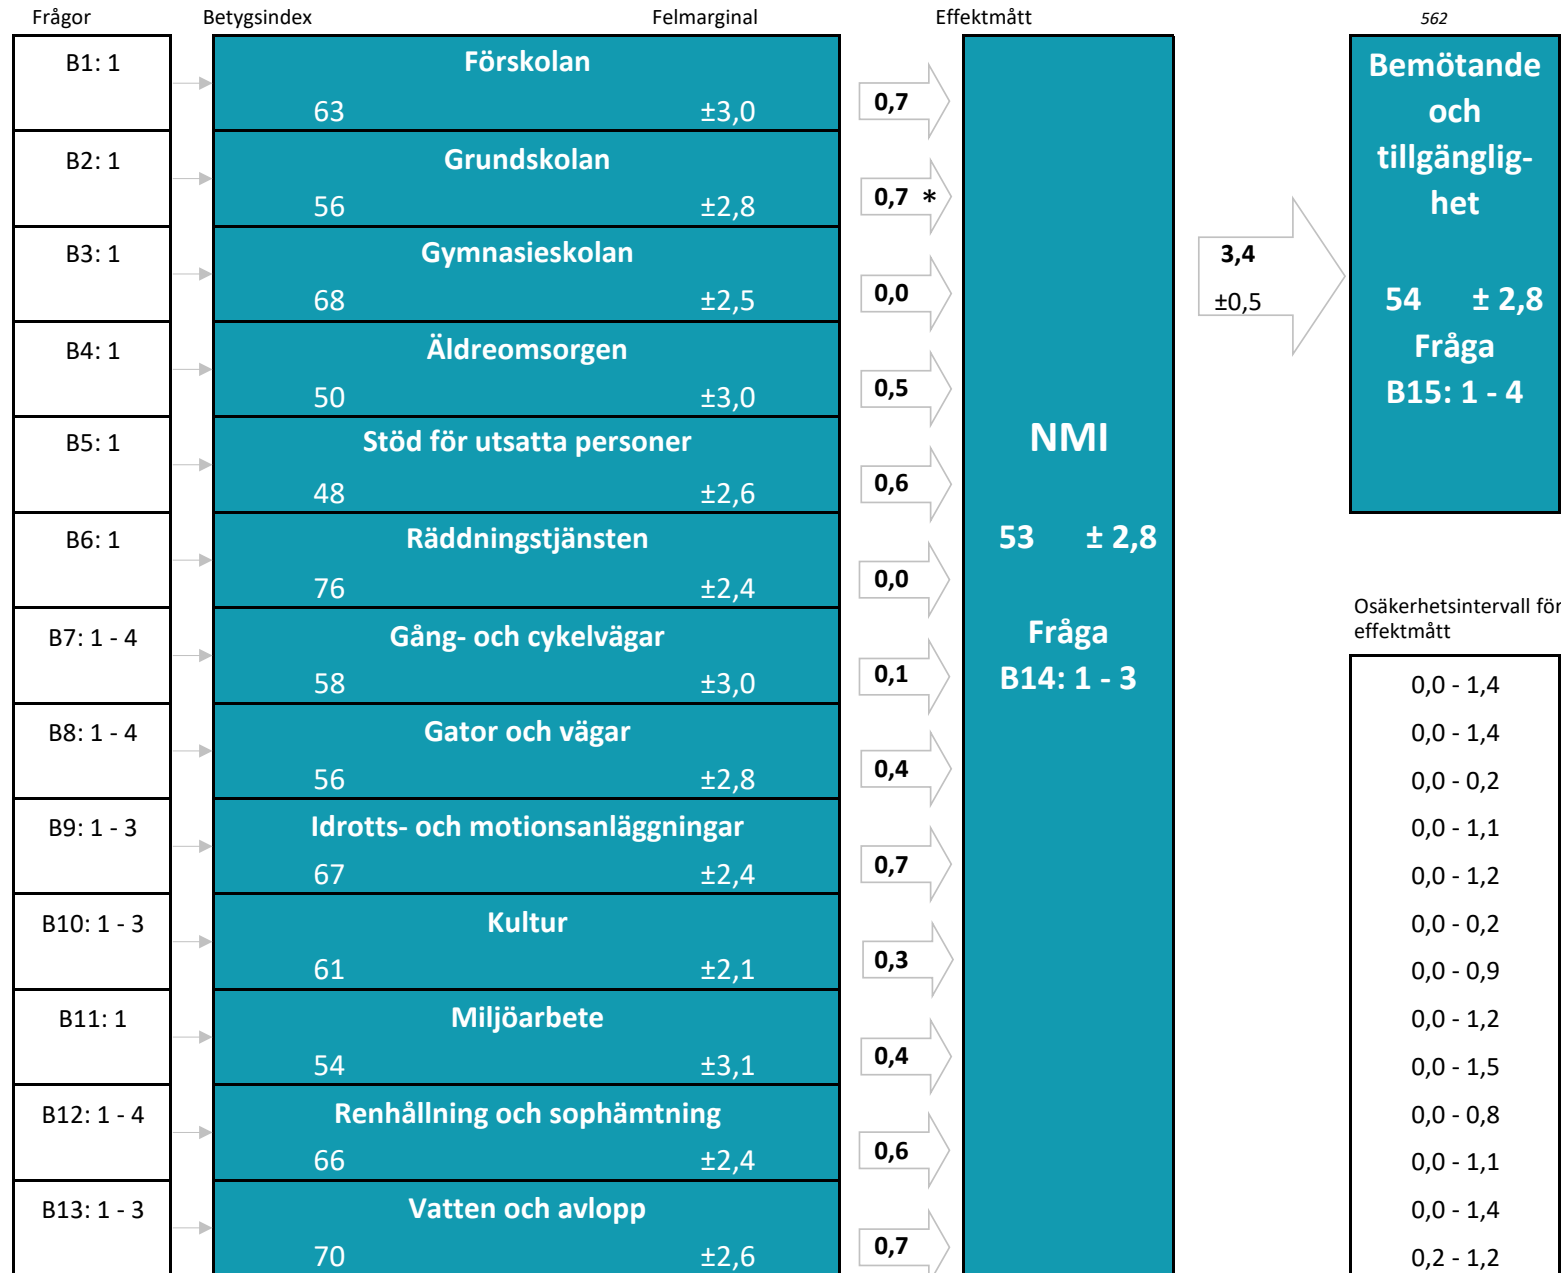 Frågor Betygsindex Felmarginal Effektmått 562
B1: 1 Förskolan
63 ±3,0 0,7
B2: 1 Grundskolan
56 ±2,8 0,7 *
B3: 1 Gymnasieskolan
68 ±2,5 0,0
B4: 1 Äldreomsorgen
50 ±3,0 0,5
B5: 1 Stöd för utsatta personer
48 ±2,6 0,6
B6: 1 Räddningstjänsten
76 ±2,4 0,0
B7: 1 - 4 Gång- och cykelvägar
58 ±3,0 0,1
B8: 1 - 4 Gator och vägar
56 ±2,8 0,4
B9: 1 - 3 Idrotts- och motionsanläggningar
67 ±2,4 0,7
B10: 1 - 3 Kultur
61 ±2,1 0,3
B11: 1 Miljöarbete
54 ±3,1 0,4
B12: 1 - 4 Renhållning och sophämtning
66 ±2,4 0,6
B13: 1 - 3 Vatten och avlopp
70 ±2,6 0,7
NMI
53 ± 2,8
Fråga
B14: 1 - 3
3,4
±0,5
Bemötande
och
tillgänglig-
het
54 ± 2,8
Fråga
B15: 1 - 4
Osäkerhetsintervall för
effektmått
0,0 - 1,4
0,0 - 1,4
0,0 - 0,2
0,0 - 1,1
0,0 - 1,2
0,0 - 0,2
0,0 - 0,9
0,0 - 1,2
0,0 - 1,5
0,0 - 0,8
0,0 - 1,1
0,0 - 1,4
0,2 - 1,2